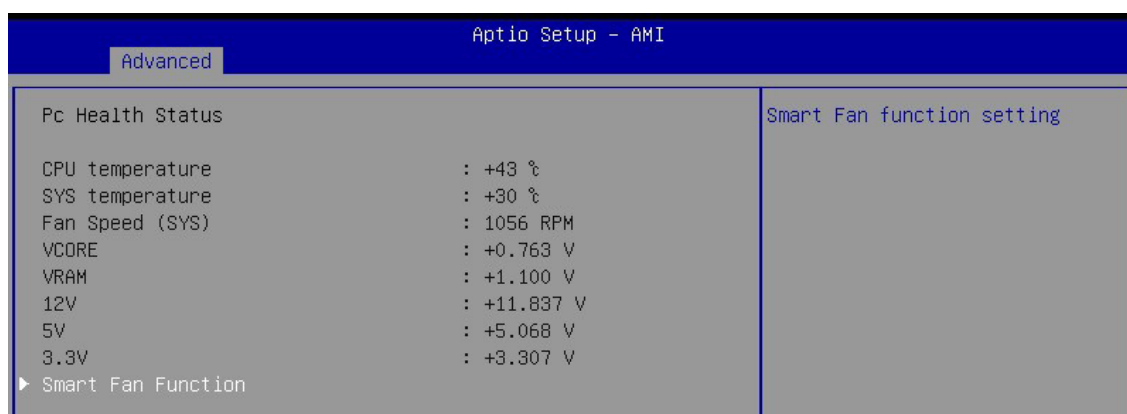 Aptio Setup - AMI
Advanced
Pc Health Status
Smart Fan function setting
CPU temperature : +43 ℃
SYS temperature : +30 ℃
Fan Speed (SYS) : 1056 RPM
VCORE : +0.763 V
VRAM : +1.100 V
12V : +11.837 V
5V : +5.068 V
3.3V : +3.307 V
Smart Fan Function